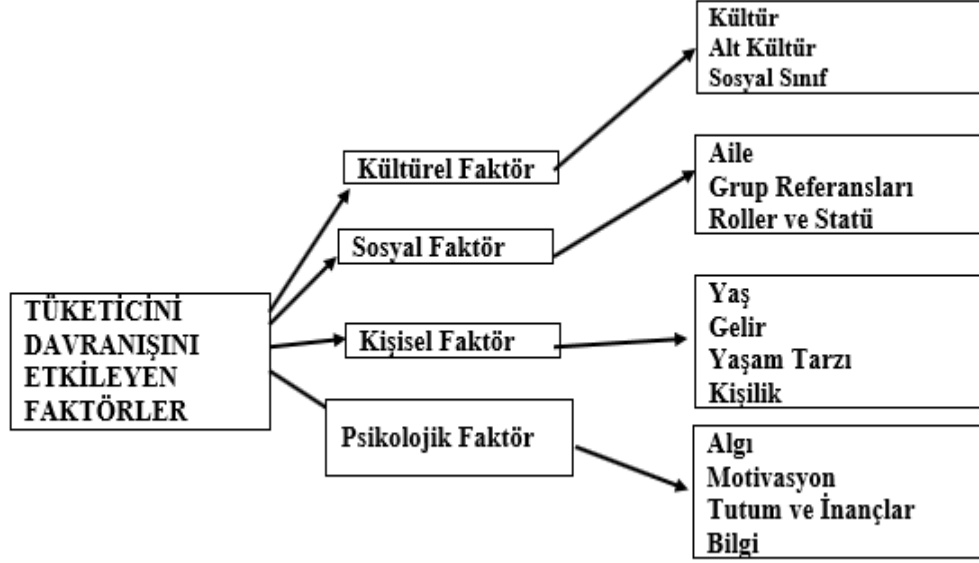 TÜKETİCİNİ
DAVRANIŞINI
ETKİLEYEN
FAKTÖRLER
Kültürel Faktör
Kültür
Alt Kültür
Sosyal Sınıf
Sosyal Faktör
Aile
Grup Referansları
Roller ve Statü
Kişisel Faktör
Yaş
Gelir
Yaşam Tarzı
Kişilik
Psikolojik Faktör
Algı
Motivasyon
Tutum ve İnançlar
Bilgi